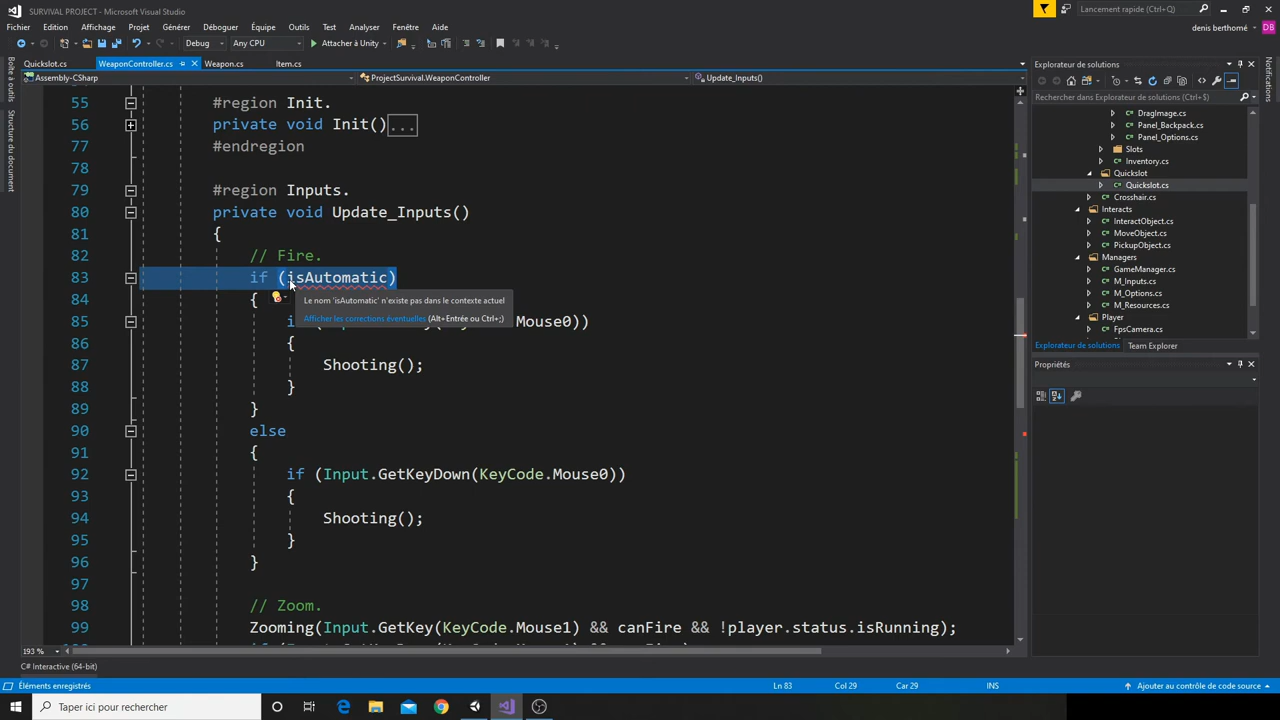 SURVIVAL PROJECT - Microsoft Visual Studio
Lancement rapide (Ctrl+Q)
Fichier Edition Affichage Projet Générer Déboguer Équipe Outils Test Analyser Fenêtre Aide
denis berthomé DB
Debug Any CPU Attacher à Unity
Quickslot.cs WeaponController.cs Weapon.cs Item.cs
Assembly-CSharp ProjectSurvival.WeaponController Update_Inputs()
Boîte à outils
Structure du document
55 #region Init.
56 private void Init()...
77 #endregion
78
79 #region Inputs.
80 private void Update_Inputs()
81 {
82 // Fire.
83 if (isAutomatic)
84 {
Le nom 'isAutomatic' n'existe pas dans le contexte actuel
Afficher les corrections éventuelles (Alt+Entrée ou Ctrl+;)
85 Mouse0))
86 {
87 Shooting();
88 }
89 }
90 else
91 {
92 if (Input.GetKeyDown(KeyCode.Mouse0))
93 {
94 Shooting();
95 }
96 }
97
98 // Zoom.
99 Zooming(Input.GetKey(KeyCode.Mouse1) && canFire && !player.status.isRunning);
193 %
C# Interactive (64-bit)
Éléments enregistrés Ln 83 Col 29 Car 29 INS Ajouter au contrôle de code source
Explorateur de solutions
Rechercher dans Explorateur de solutions (Ctrl+$)
DragImage.cs
Panel_Backpack.cs
Panel_Options.cs
Slots
Inventory.cs
Quickslot
Quickslot.cs
Crosshair.cs
Interacts
InteractObject.cs
MoveObject.cs
PickupObject.cs
Managers
GameManager.cs
M_Inputs.cs
M_Options.cs
M_Resources.cs
Player
FpsCamera.cs
Explorateur de solutions Team Explorer
Propriétés
Notifications
Taper ici pour rechercher